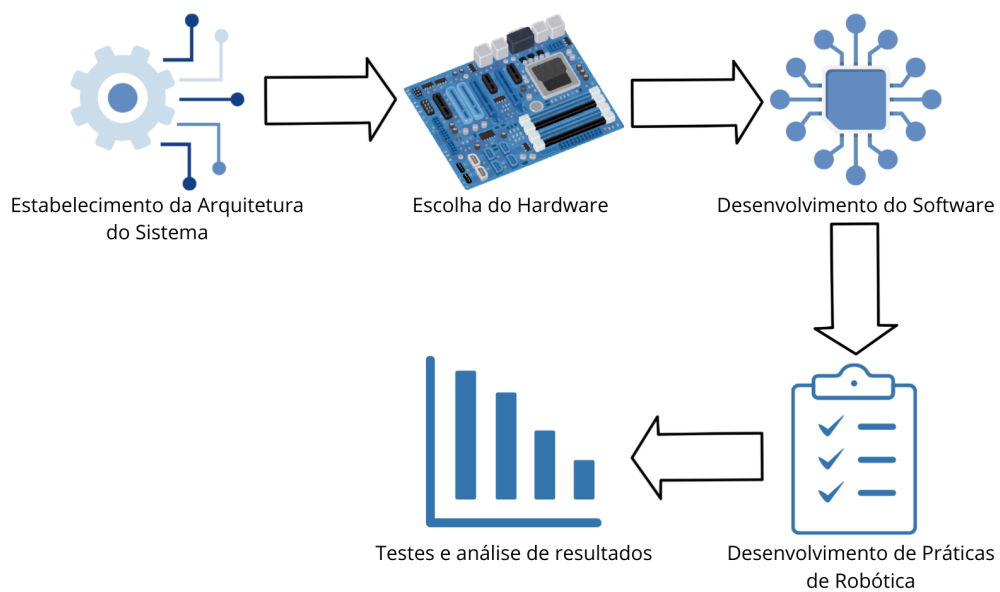 Estabelecimento da Arquitetura
do Sistema
Escolha do Hardware
Desenvolvimento do Software
Testes e análise de resultados
Desenvolvimento de Práticas
de Robótica